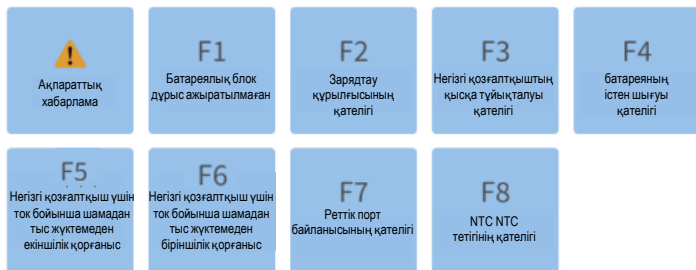 Ақпараттық
хабарлама
F1
Батареялық блок
дұрыс ажыратылмаған
F2
Зарядтау
құрылғысының
қателігі
F3
Негізгі қозғалтқыштың
қысқа тұйықталуы
қателігі
F4
батареяның
істен шығуы
қателігі
F5
Негізгі қозғалтқыш үшін
ток бойынша шамадан
тыс жүктемеден
екіншілік қорғаныс
F6
Негізгі қозғалтқыш үшін
ток бойынша шамадан
тыс жүктемеден
біріншілік қорғаныс
F7
Реттік порт
байланысының қателігі
F8
NTC NTC
тетігінің қателігі